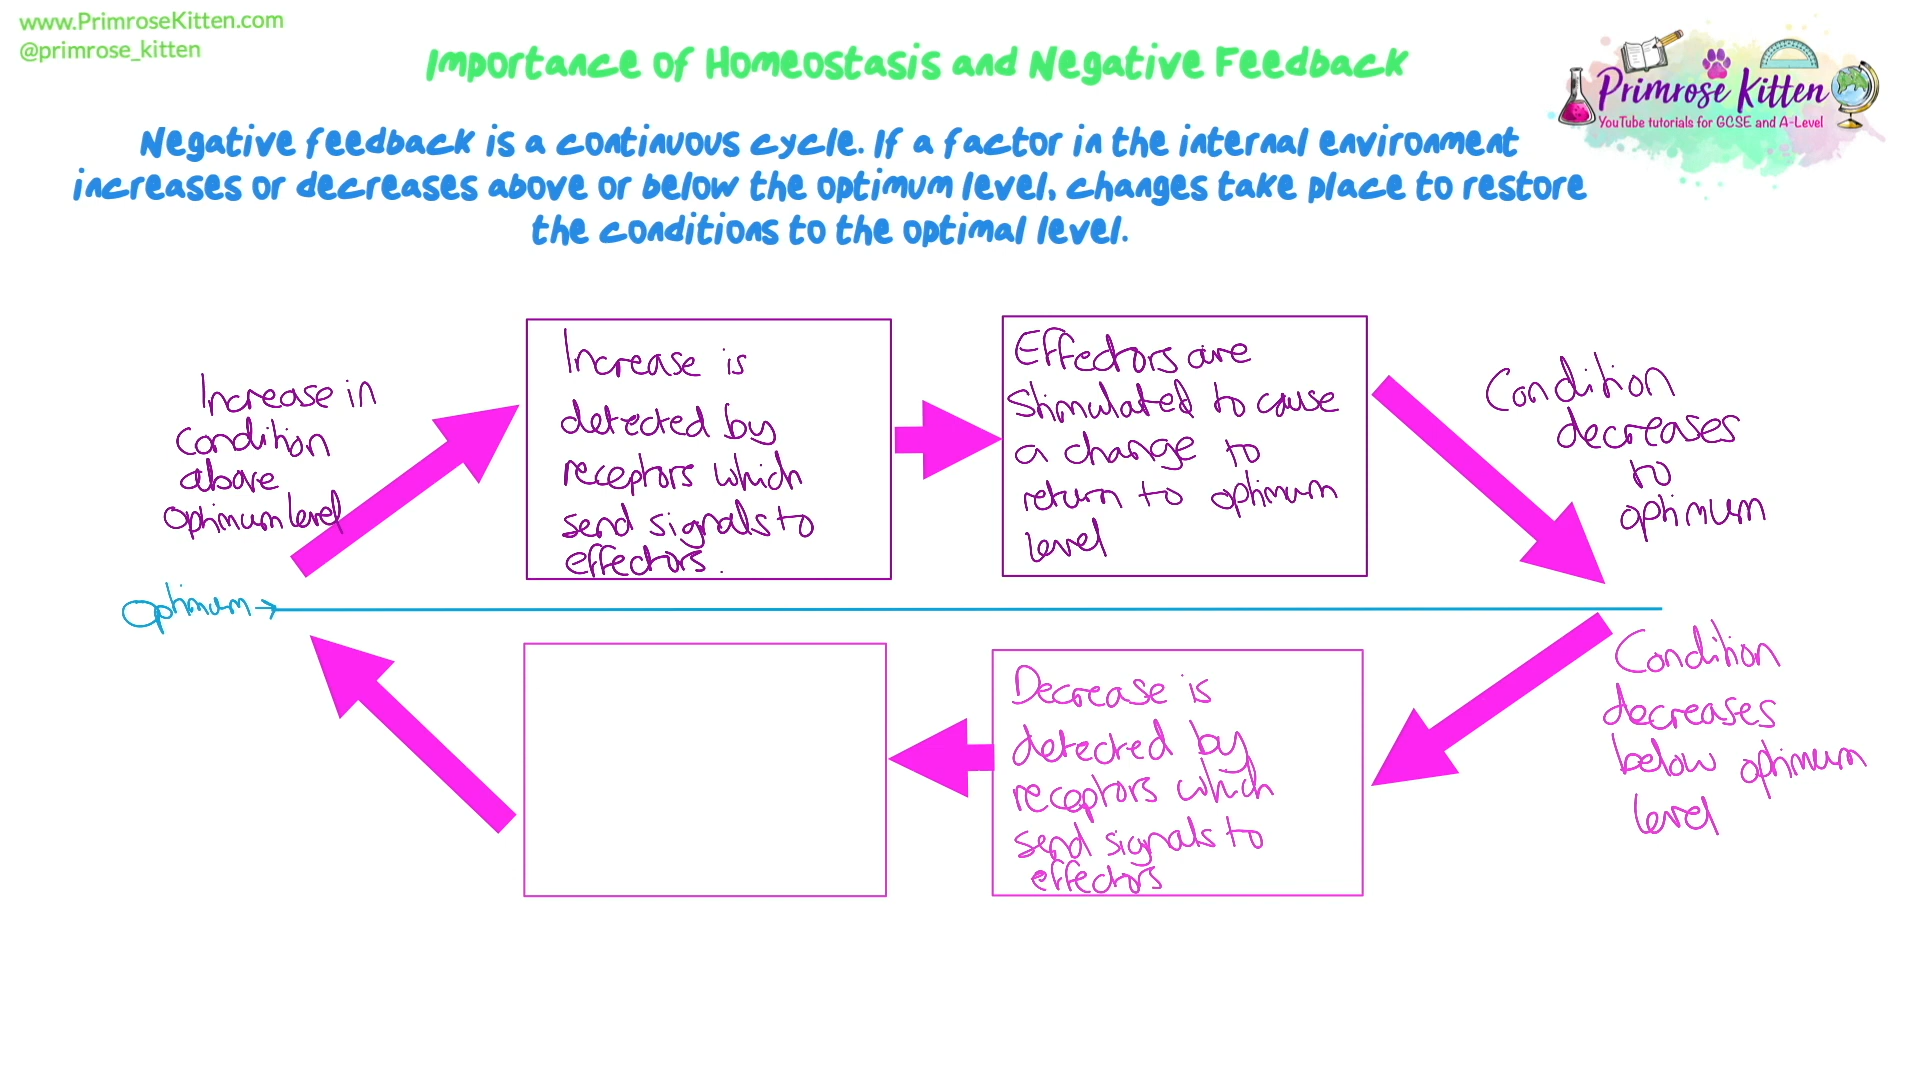 www.PrimroseKitten.com
@primrose_kitten
Importance of Homeostasis and Negative Feedback
Primrose Kitten
YouTube tutorials for GCSE and A-Level
Negative feedback is a continuous cycle. If a factor in the internal environment
increases or decreases above or below the optimum level, changes take place to restore
the conditions to the optimal level.
Increase in
condition
above
optimum level
Increase is
detected by
receptors which
send signals to
effectors.
Effectors are
stimulated to cause
a change to
return to optimum
level
Condition
decreases
to
optimum
Optimum →
Condition
decreases
below optimum
level
Decrease is
detected by
receptors which
send signals to
effectors